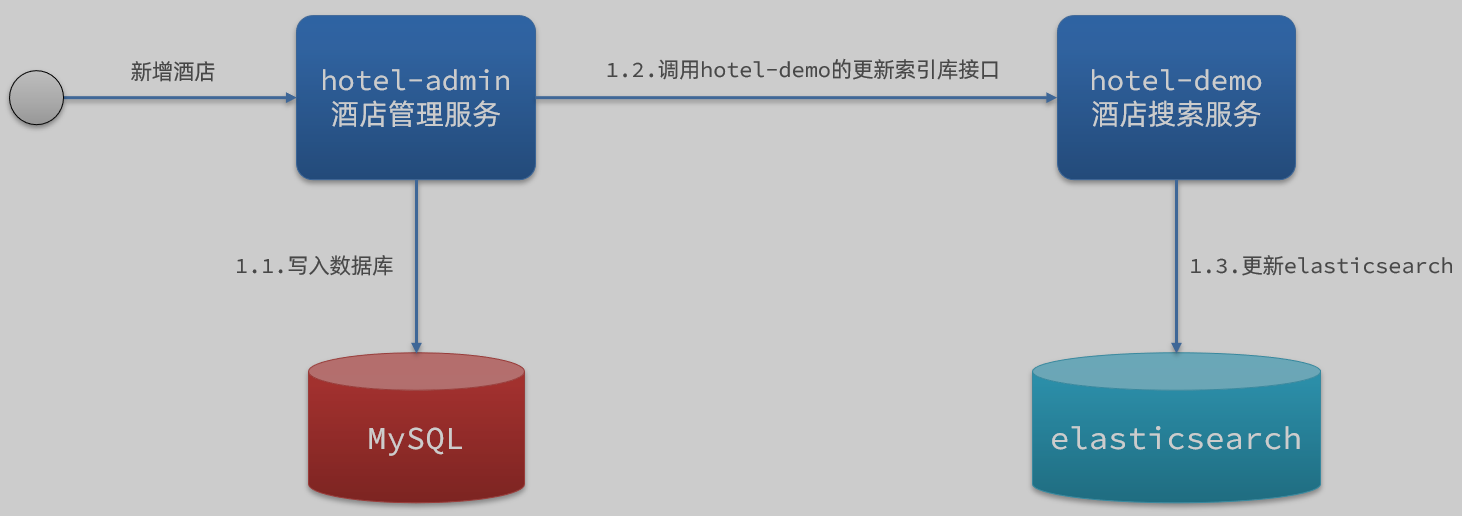 新增酒店
hotel-admin
酒店管理服务
1.2.调用hotel-demo的更新索引库接口
hotel-demo
酒店搜索服务
1.1.写入数据库
1.3.更新elasticsearch
MySQL
elasticsearch